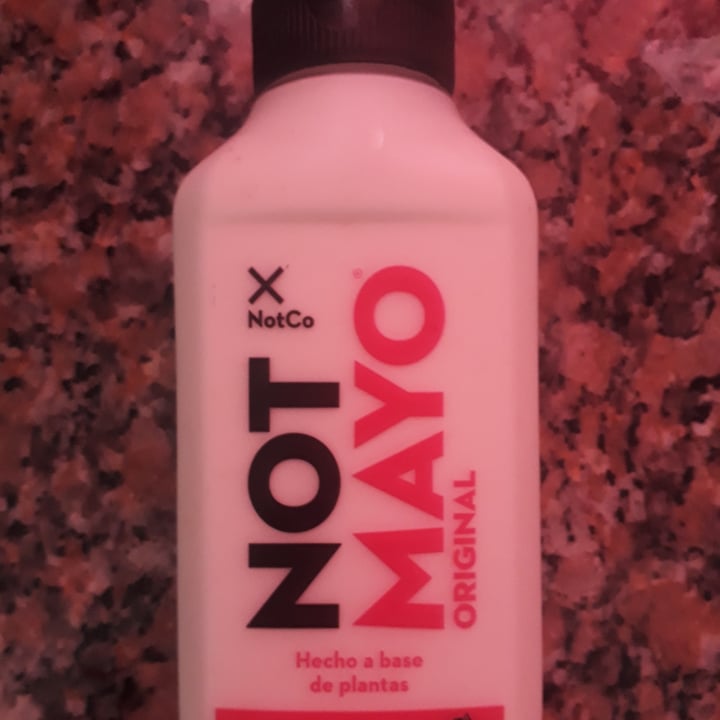 NotCo
NOT
MAYO®
ORIGINAL
Hecho a base
de plantas